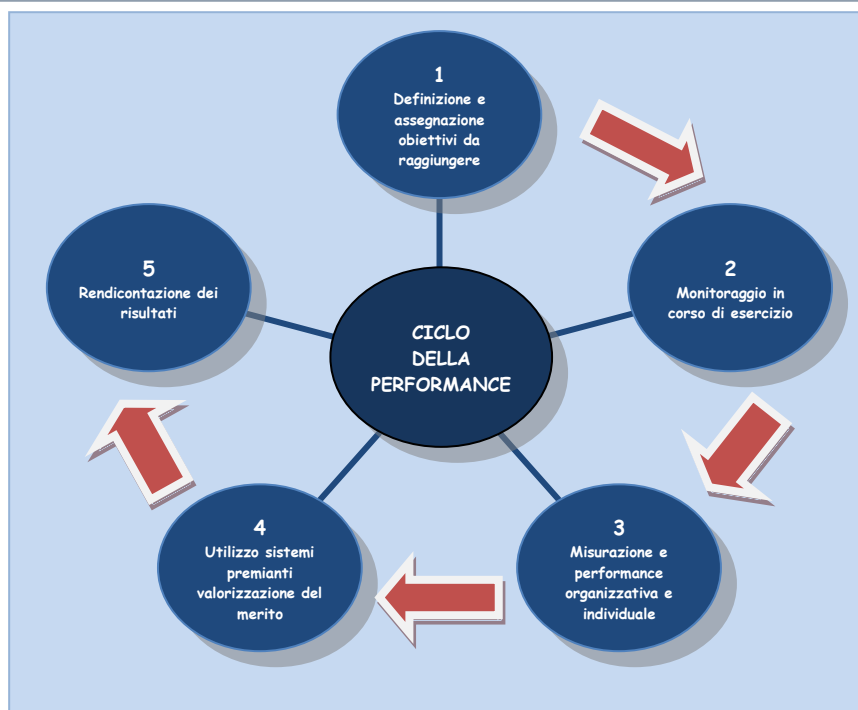 1
Definizione e
assegnazione
obiettivi da
raggiungere
2
Monitoraggio in
corso di esercizio
3
Misurazione e
performance
organizzativa e
individuale
4
Utilizzo sistemi
premianti
valorizzazione del
merito
5
Rendicontazione dei
risultati
CICLO
DELLA
PERFORMANCE